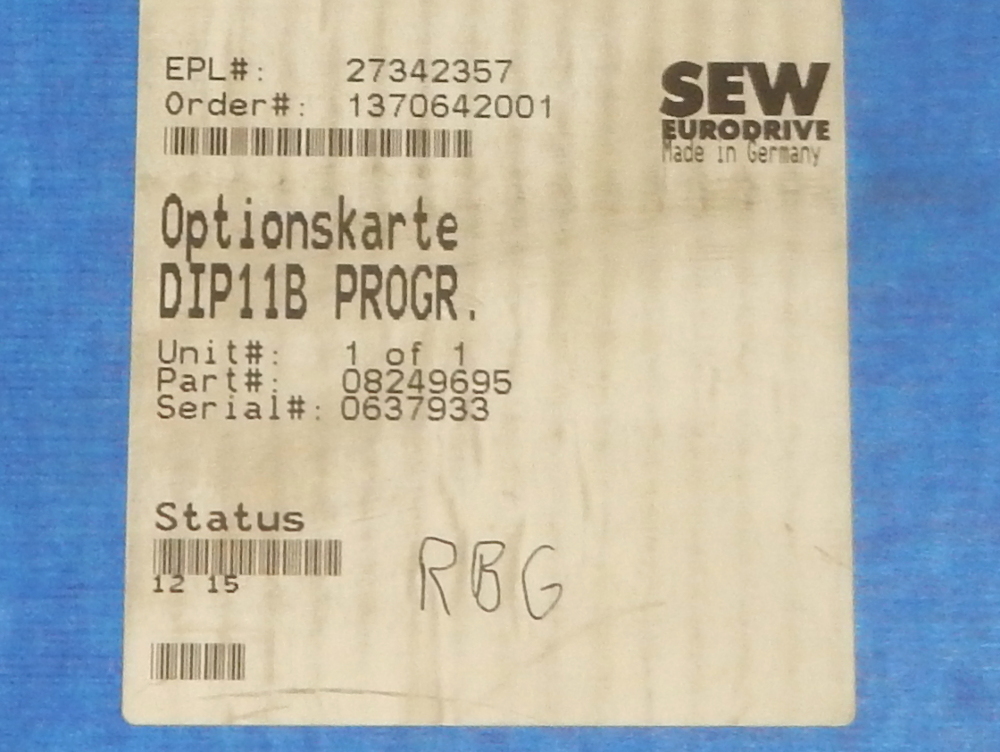 EPL#: 27342357
Order#: 1370642001
SEW
EURODRIVE
Made in Germany
Optionskarte
DIP11B PROGR.
Unit#: 1 of 1
Part#: 08249695
Serial#: 0637933
Status
12 15
RBG